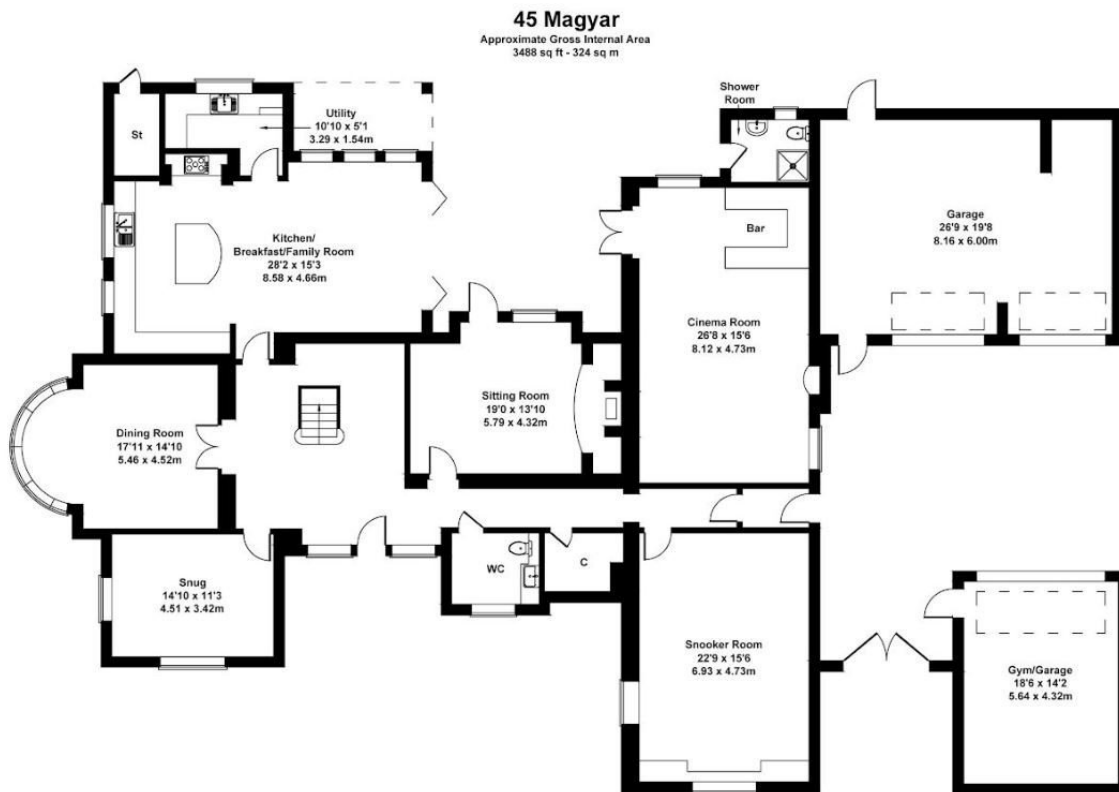 45 Magyar
Approximate Gross Internal Area
3488 sq ft - 324 sq m
Shower
Room
Utility
10'10 x 5'1
3.29 x 1.54m
St
Bar
Garage
26'9 x 19'8
8.16 x 6.00m
Kitchen/
Breakfast/Family Room
28'2 x 15'3
8.58 x 4.66m
Cinema Room
26'8 x 15'6
8.12 x 4.73m
Sitting Room
19'0 x 13'10
5.79 x 4.32m
Dining Room
17'11 x 14'10
5.46 x 4.52m
WC
C
Snug
14'10 x 11'3
4.51 x 3.42m
Snooker Room
22'9 x 15'6
6.93 x 4.73m
Gym/Garage
18'6 x 14'2
5.64 x 4.32m